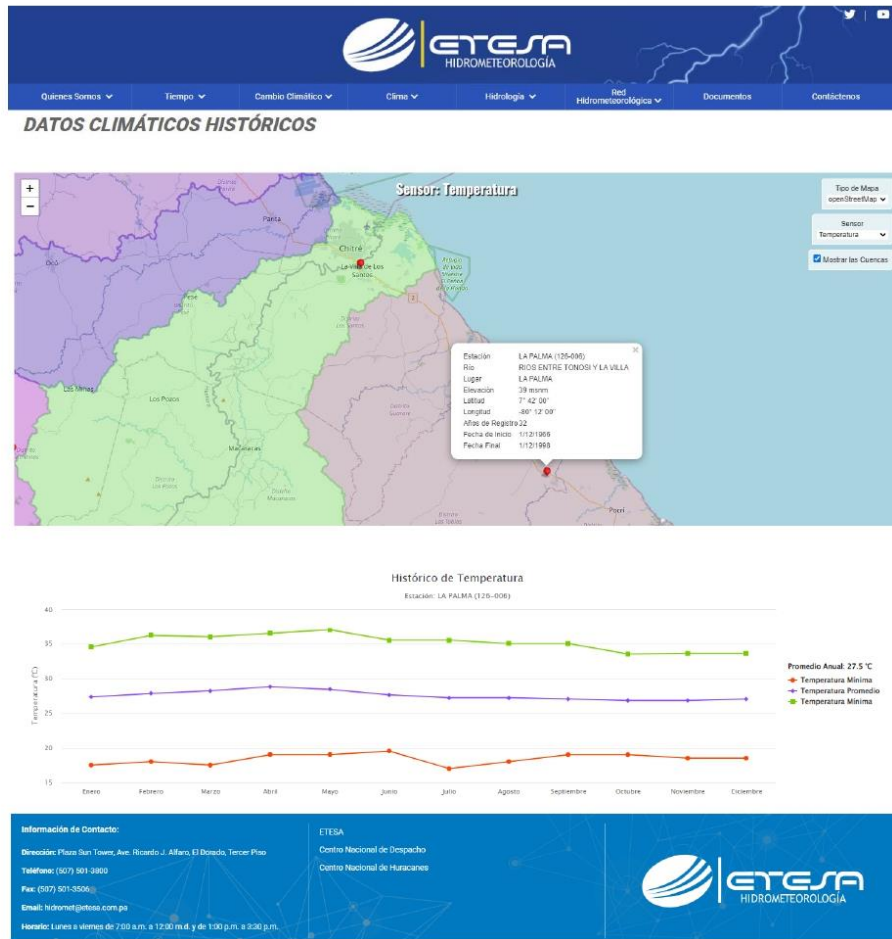 ETESA
HIDROMETEOROLOGÍA
Quienes Somos
Tiempo
Cambio Climático
Clima
Hidrología
Red Hidrometeorológica
Documentos
Contáctenos
DATOS CLIMÁTICOS HISTÓRICOS
+
−
Sensor: Temperatura
Tipo de Mapa
openStreetMap
Sensor
Temperatura
Mostrar las Cuencas
Parita
Chitré
La Villa de Los Santos
Ocú
Pesé
2
Las Minas
Los Pozos
Macaracas
Pocrí
Estación LA PALMA (126-006)
Río RIOS ENTRE TONOSI Y LA VILLA
Lugar LA PALMA
Elevación 39 msnm
Latitud 7° 42' 00"
Longitud -80° 12' 00"
Años de Registro 32
Fecha de Inicio 1/12/1966
Fecha Final 1/12/1998
Histórico de Temperatura
Estación: LA PALMA (126-006)
Temperatura (°C)
40
35
30
25
20
15
Enero Febrero Marzo Abril Mayo Junio Julio Agosto Septiembre Octubre Noviembre Diciembre
Promedio Anual: 27.5 °C
Temperatura Mínima
Temperatura Promedio
Temperatura Mínima
Información de Contacto:
Dirección: Plaza Sun Tower, Ave. Ricardo J. Alfaro, El Dorado, Tercer Piso
Teléfono: (507) 501-3800
Fax: (507) 501-3506
Email: hidromet@etesa.com.pa
Horario: Lunes a viernes de 7:00 a.m. a 12:00 m.d. y de 1:00 p.m. a 3:30 p.m.
ETESA
Centro Nacional de Despacho
Centro Nacional de Huracanes
ETESA
HIDROMETEOROLOGÍA